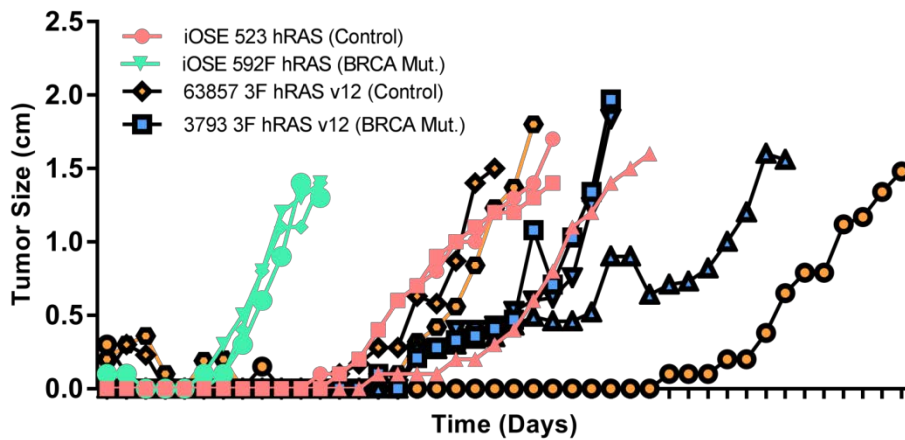 2.5
iOSE 523 hRAS (Control)
iOSE 592F hRAS (BRCA Mut.)
2.0
63857 3F hRAS v12 (Control)
3793 3F hRAS v12 (BRCA Mut.)
1.5
Tumor Size (cm)
1.0
0.5
0.0
Time (Days)